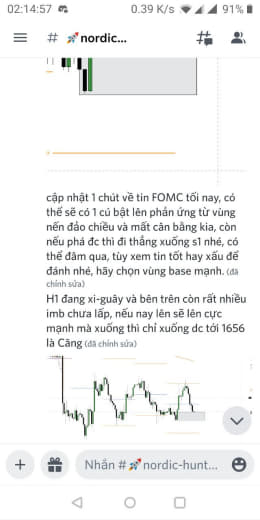 02:14:57
0.39 K/s
91%
# 🚀nordic...
cập nhật 1 chút về tin FOMC tối nay, có
thể sẽ có 1 cú bật lên phản ứng từ vùng
nến đảo chiều và mất cân bằng kia, còn
nếu phá đc thì đi thẳng xuống s1 nhé, có
thể đâm qua, tùy xem tin tốt hay xấu để
đánh nhé, hãy chọn vùng base mạnh. (đã
chỉnh sửa)
H1 đang xi-guây và bên trên còn rất nhiều
imb chưa lấp, nếu nay lên sẽ lên cực
mạnh mà xuống thì chỉ xuống dc tới 1656
là Căng (đã chỉnh sửa)
Nhắn #🚀nordic-hunt...